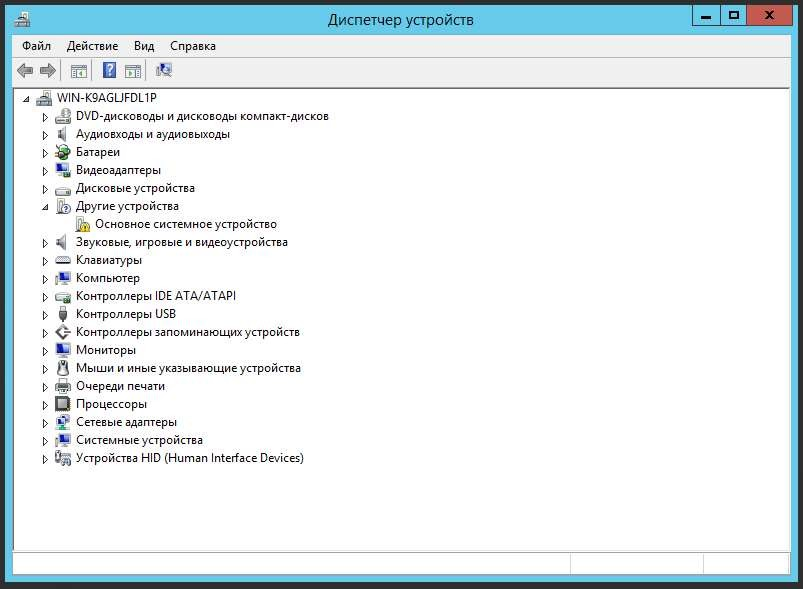 Диспетчер устройств
Файл Действие Вид Справка
WIN-K9AGLJFDL1P
DVD-дисководы и дисководы компакт-дисков
Аудиовходы и аудиовыходы
Батареи
Видеоадаптеры
Дисковые устройства
Другие устройства
Основное системное устройство
Звуковые, игровые и видеоустройства
Клавиатуры
Компьютер
Контроллеры IDE ATA/ATAPI
Контроллеры USB
Контроллеры запоминающих устройств
Мониторы
Мыши и иные указывающие устройства
Очереди печати
Процессоры
Сетевые адаптеры
Системные устройства
Устройства HID (Human Interface Devices)